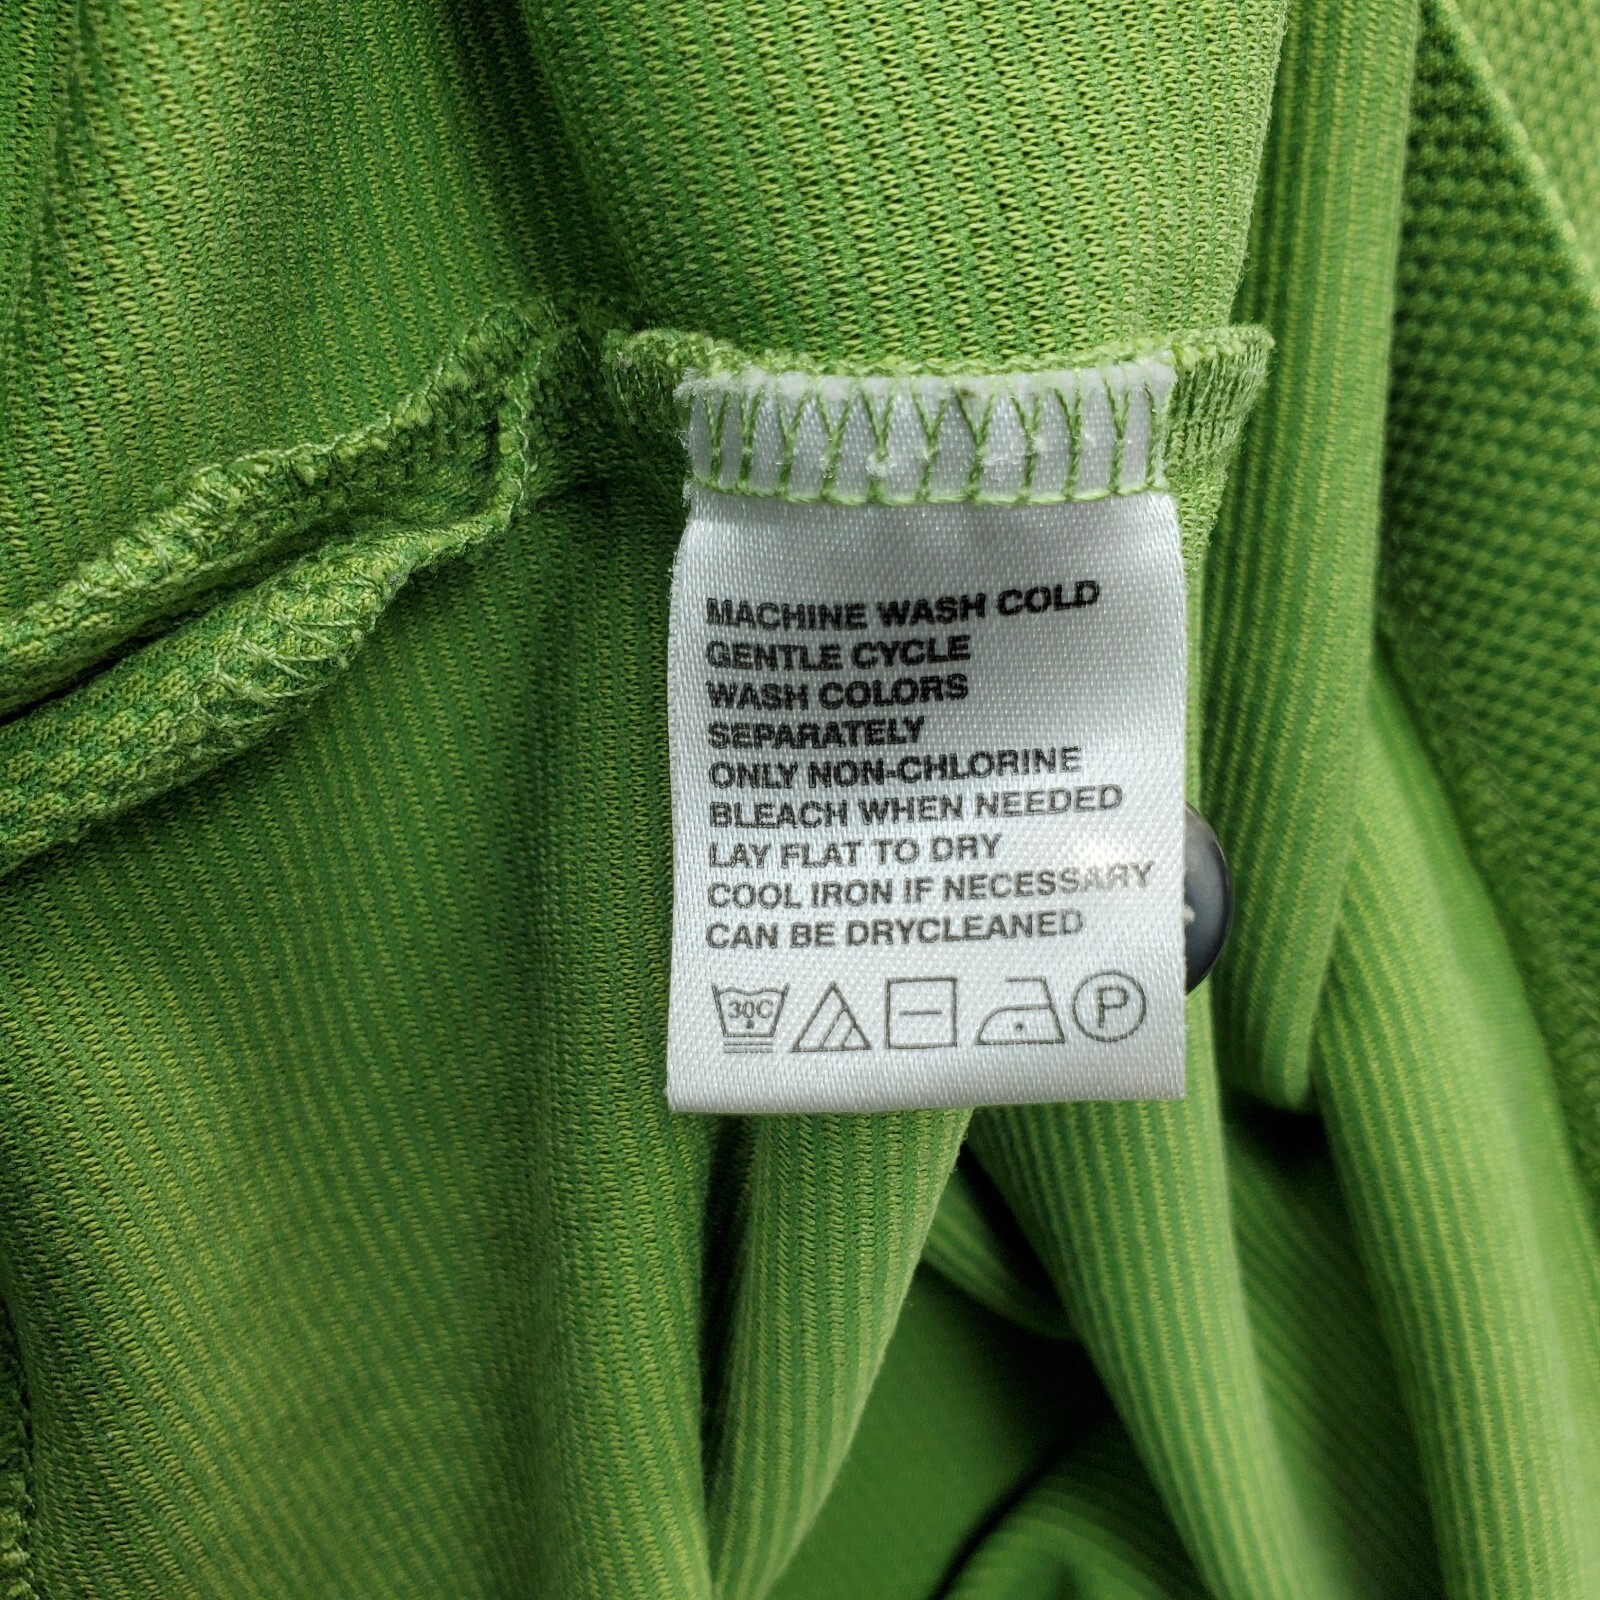 MACHINE WASH COLD
GENTLE CYCLE
WASH COLORS
SEPARATELY
ONLY NON-CHLORINE
BLEACH WHEN NEEDED
LAY FLAT TO DRY
COOL IRON IF NECESSARY
CAN BE DRYCLEANED
30C P